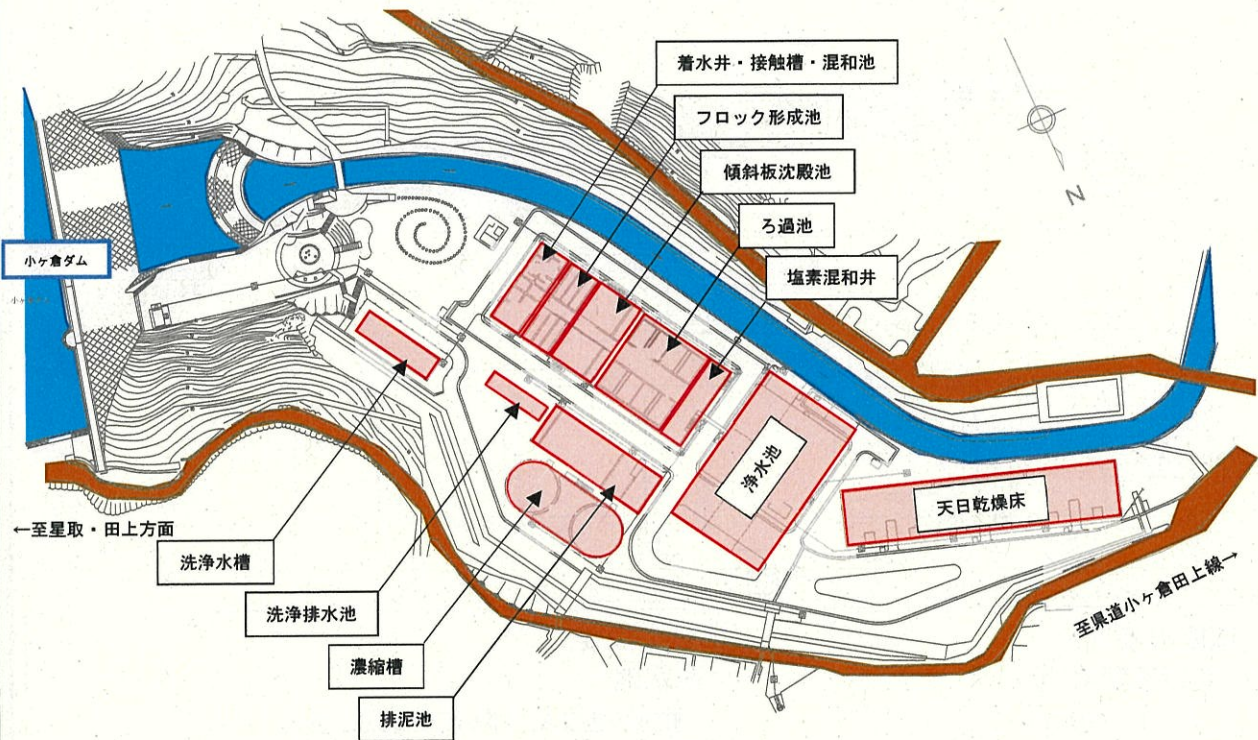 着水井・接触槽・混和池
フロック形成池
傾斜板沈殿池
ろ過池
塩素混和井
N
小ヶ倉ダム
浄水池
天日乾燥床
←至星取・田上方面
洗浄水槽
洗浄排水池
濃縮槽
排泥池
至県道小ヶ倉田上線→